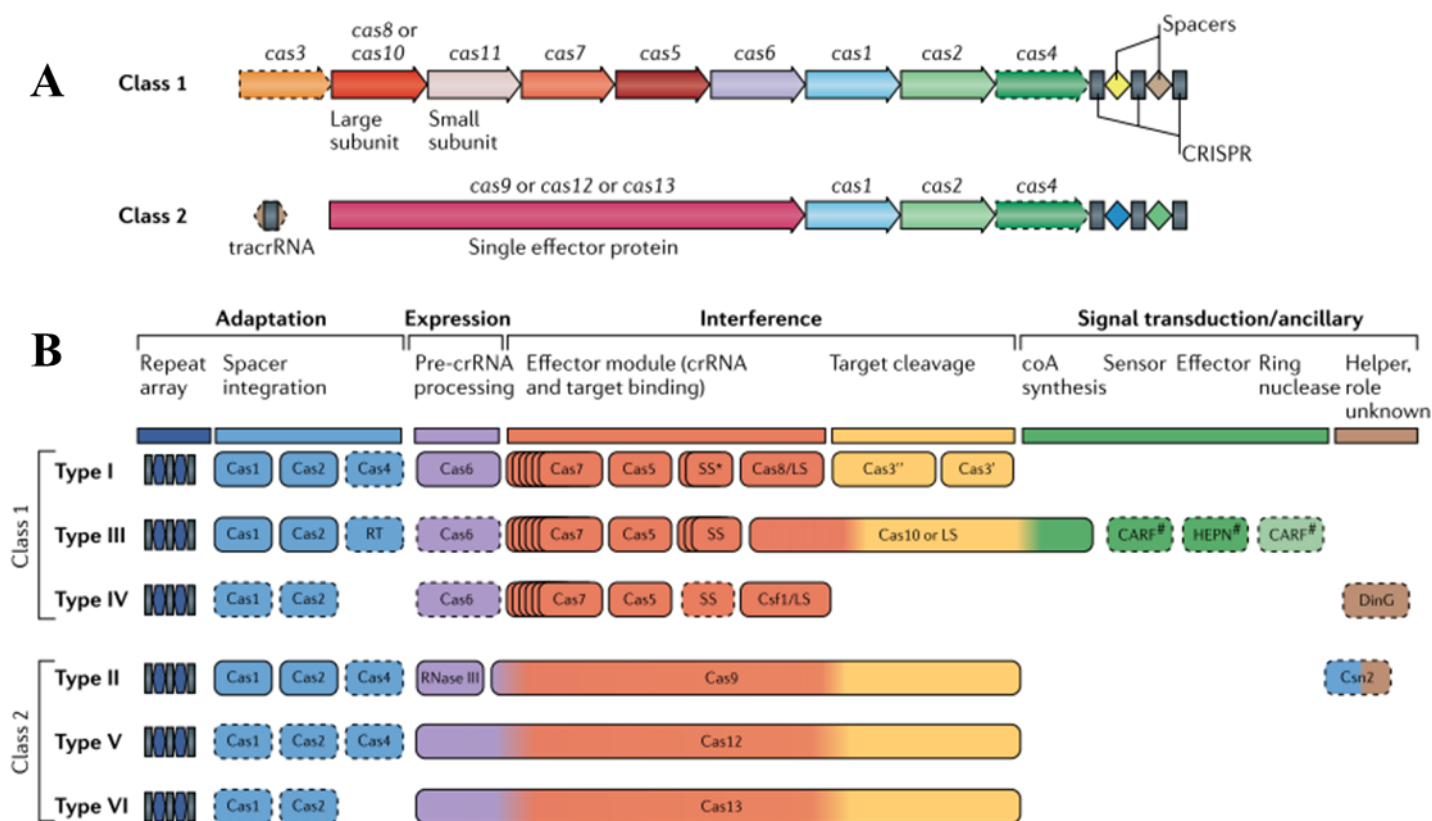 A
cas3
cas8 or
cas10
cas11
cas7
cas5
cas6
cas1
cas2
cas4
Spacers
Class 1
Large
subunit
Small
subunit
CRISPR
cas9 or cas12 or cas13
cas1
cas2
cas4
Class 2
tracrRNA
Single effector protein
B
Adaptation
Expression
Interference
Signal transduction/ancillary
Repeat
array
Spacer
integration
Pre-crRNA
processing
Effector module (crRNA
and target binding)
Target cleavage
coA
synthesis
Sensor
Effector
Ring
nuclease
Helper,
role
unknown
Class 1
Type I
Cas1
Cas2
Cas4
Cas6
Cas7
Cas5
SS*
Cas8/LS
Cas3′′
Cas3′
Type III
Cas1
Cas2
RT
Cas6
Cas7
Cas5
SS
Cas10 or LS
CARF#
HEPN#
CARF#
Type IV
Cas1
Cas2
Cas6
Cas7
Cas5
SS
Csf1/LS
DinG
Class 2
Type II
Cas1
Cas2
Cas4
RNase III
Cas9
Csn2
Type V
Cas1
Cas2
Cas4
Cas12
Type VI
Cas1
Cas2
Cas13